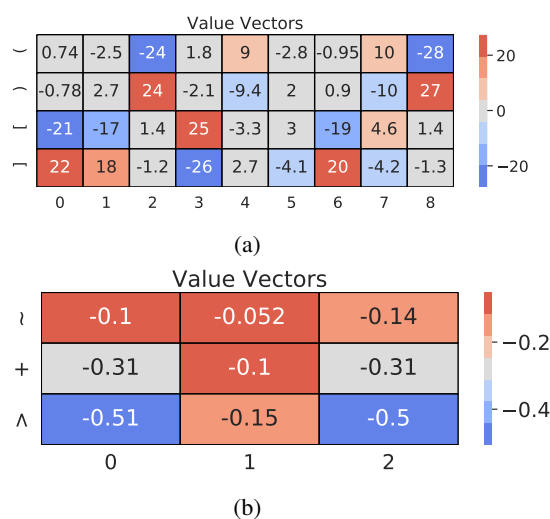 Value Vectors
( 0.74 -2.5 -24 1.8 9 -2.8 -0.95 10 -28
) -0.78 2.7 24 -2.1 -9.4 2 0.9 -10 27
[ -21 -17 1.4 25 -3.3 3 -19 4.6 1.4
] 22 18 -1.2 -26 2.7 -4.1 20 -4.2 -1.3
0 1 2 3 4 5 6 7 8
20
0
−20
(a)
Value Vectors
~ -0.1 -0.052 -0.14
+ -0.31 -0.1 -0.31
^ -0.51 -0.15 -0.5
0 1 2
−0.2
−0.4
(b)